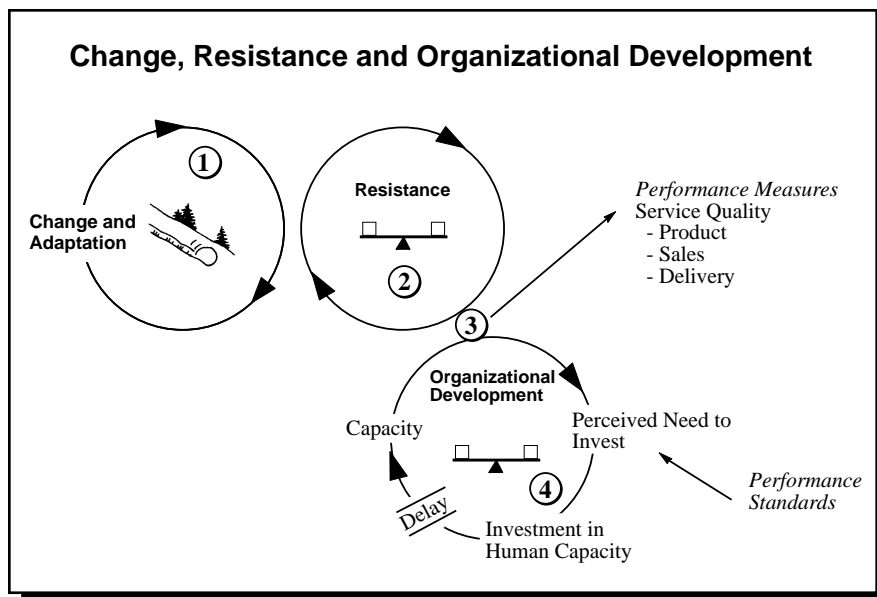 Change, Resistance and Organizational Development
1
Change and
Adaptation
Resistance
2
Performance Measures
Service Quality
- Product
- Sales
- Delivery
3
Organizational
Development
Capacity
Perceived Need to
Invest
4
Delay
Investment in
Human Capacity
Performance
Standards